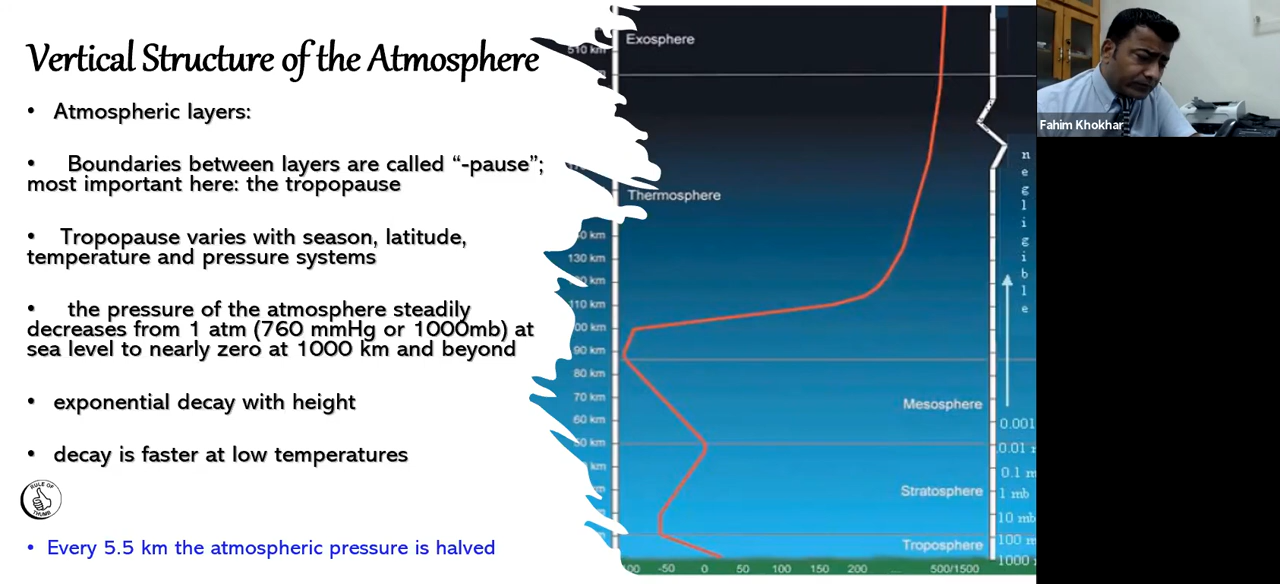 Vertical Structure of the Atmosphere
• Atmospheric layers:
• Boundaries between layers are called “-pause”;
most important here: the tropopause
• Tropopause varies with season, latitude,
temperature and pressure systems
• the pressure of the atmosphere steadily
decreases from 1 atm (760 mmHg or 1000mb) at
sea level to nearly zero at 1000 km and beyond
• exponential decay with height
• decay is faster at low temperatures
RULE OF
THUMB
• Every 5.5 km the atmospheric pressure is halved
Exosphere
510 km
Thermosphere
130 km
110 km
90 km
80 km
70 km
60 km
km
Mesosphere
Stratosphere
Troposphere
-50 0 50 100 150 200 ... 500/1500
negligible
0.001
0.01
0.1 m
1 mb
10 mb
100 m
1000
Fahim Khokhar